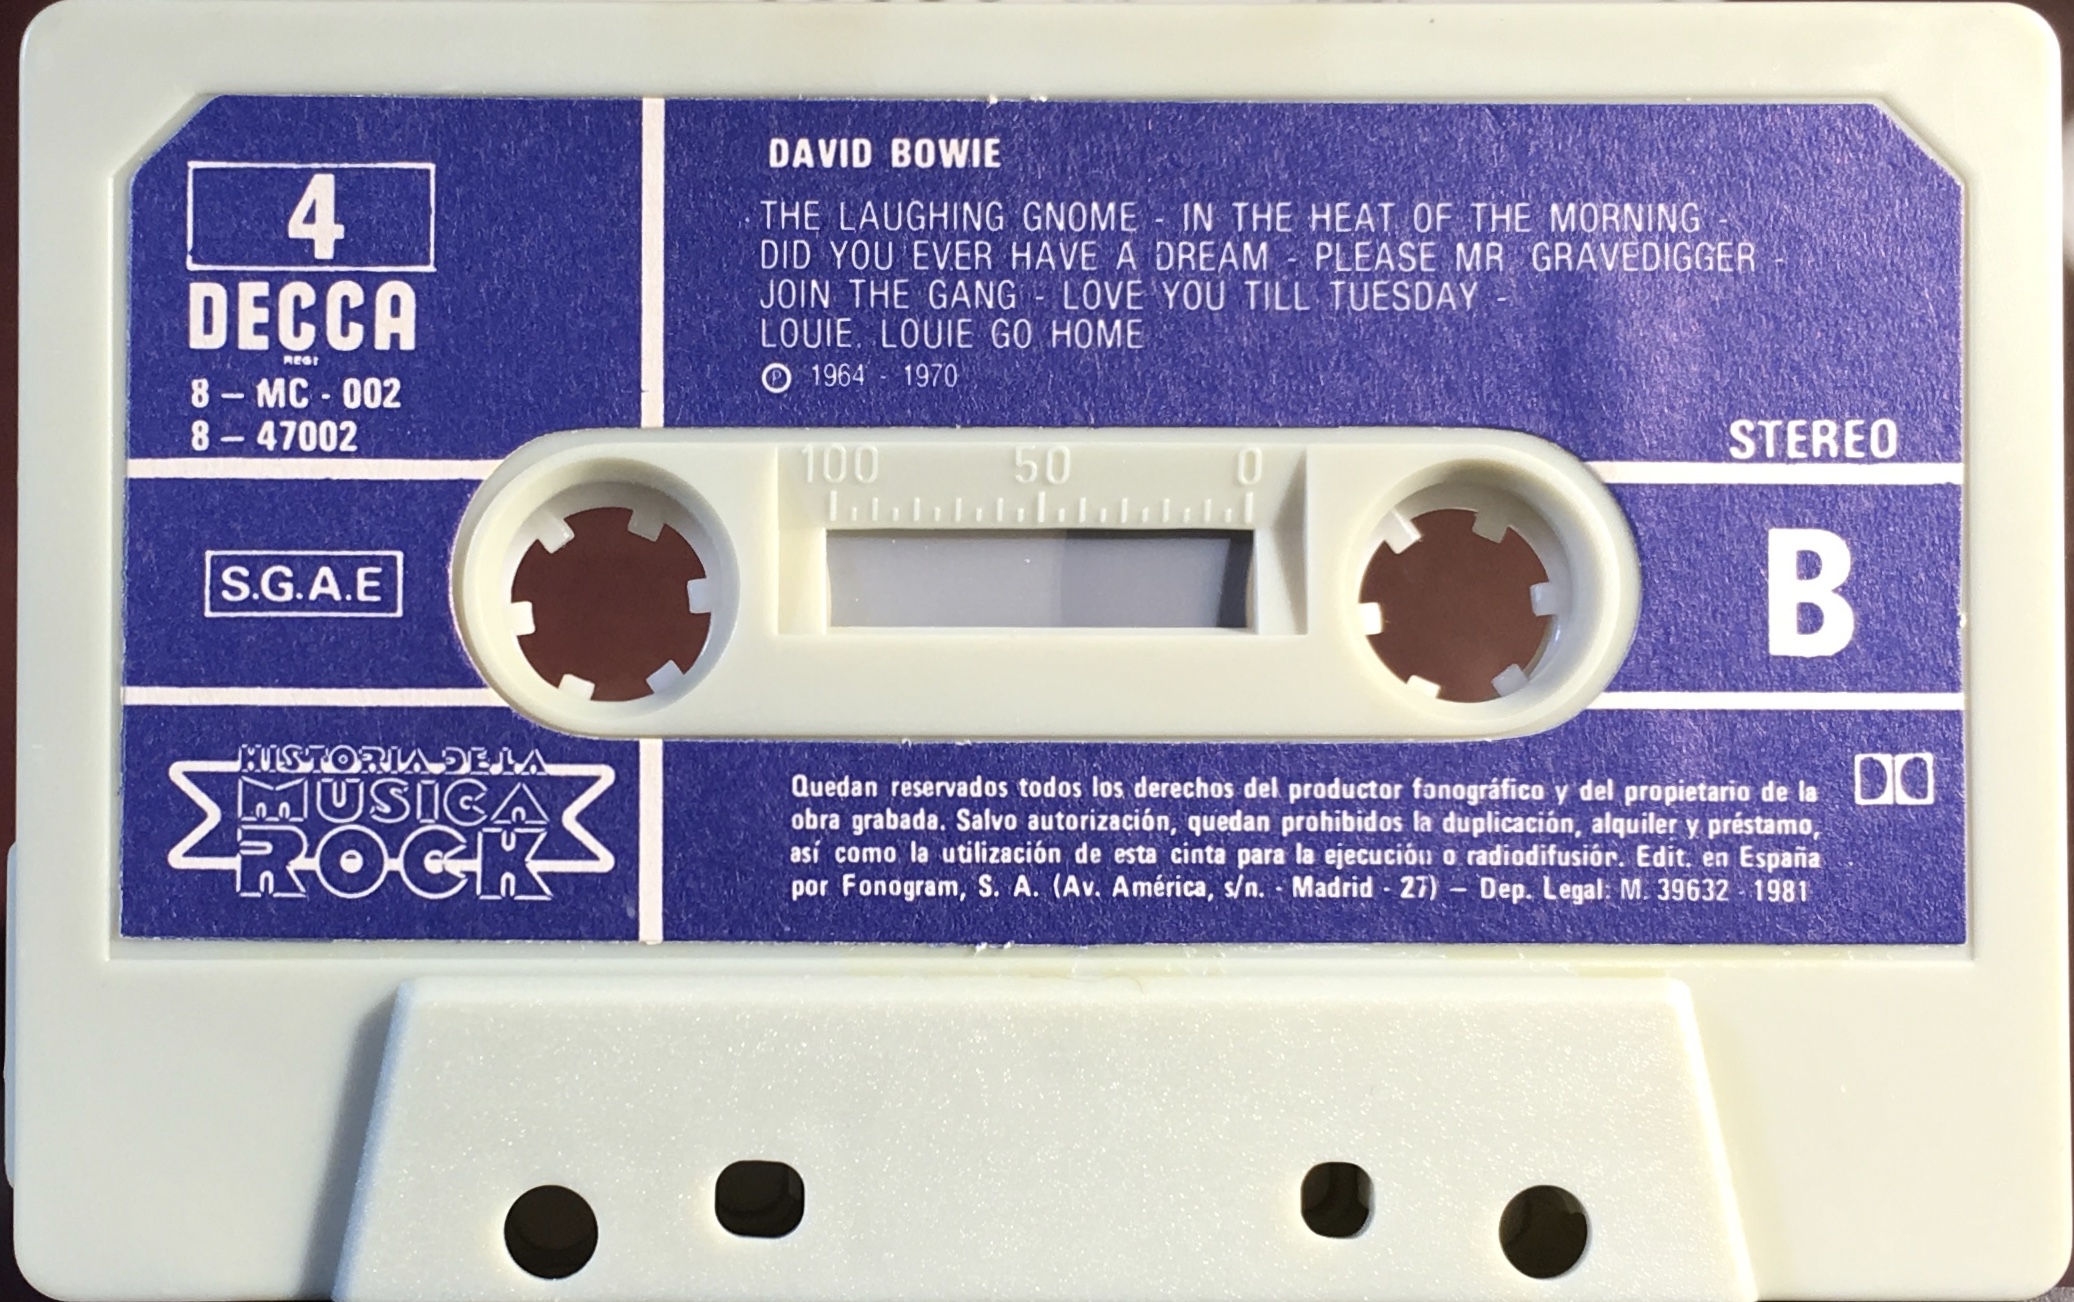 4
DECCA
REGT
8 – MC - 002
8 – 47002
DAVID BOWIE
THE LAUGHING GNOME - IN THE HEAT OF THE MORNING -
DID YOU EVER HAVE A DREAM - PLEASE MR GRAVEDIGGER -
JOIN THE GANG - LOVE YOU TILL TUESDAY -
LOUIE, LOUIE GO HOME
Ⓟ 1964 - 1970
STEREO
100 50 0
S.G.A.E
B
HISTORIA DE LA
MUSICA
ROCK
Quedan reservados todos los derechos del productor fonográfico y del propietario de la
obra grabada. Salvo autorización, quedan prohibidos la duplicación, alquiler y préstamo,
así como la utilización de esta cinta para la ejecución o radiodifusión. Edit. en España
por Fonogram, S. A. (Av. América, s/n. - Madrid - 27) – Dep. Legal: M. 39632 - 1981